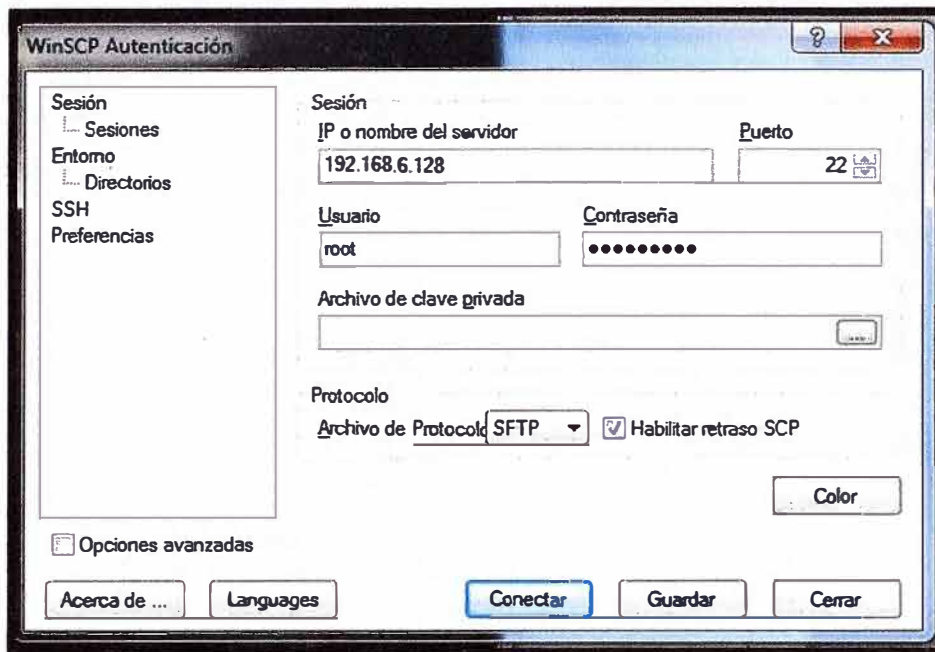 WinSCP Autenticación
Sesión
Sesiones
Entorno
Directorios
SSH
Preferencias
Opciones avanzadas
Sesión
IP o nombre del servidor
Puerto
192.168.6.128
22
Usuario
Contraseña
root
●●●●●●●●●
Archivo de clave privada
...
Protocolo
Archivo de Protocolo SFTP
Habilitar retraso SCP
Color
Acerca de ...
Languages
Conectar
Guardar
Cerrar